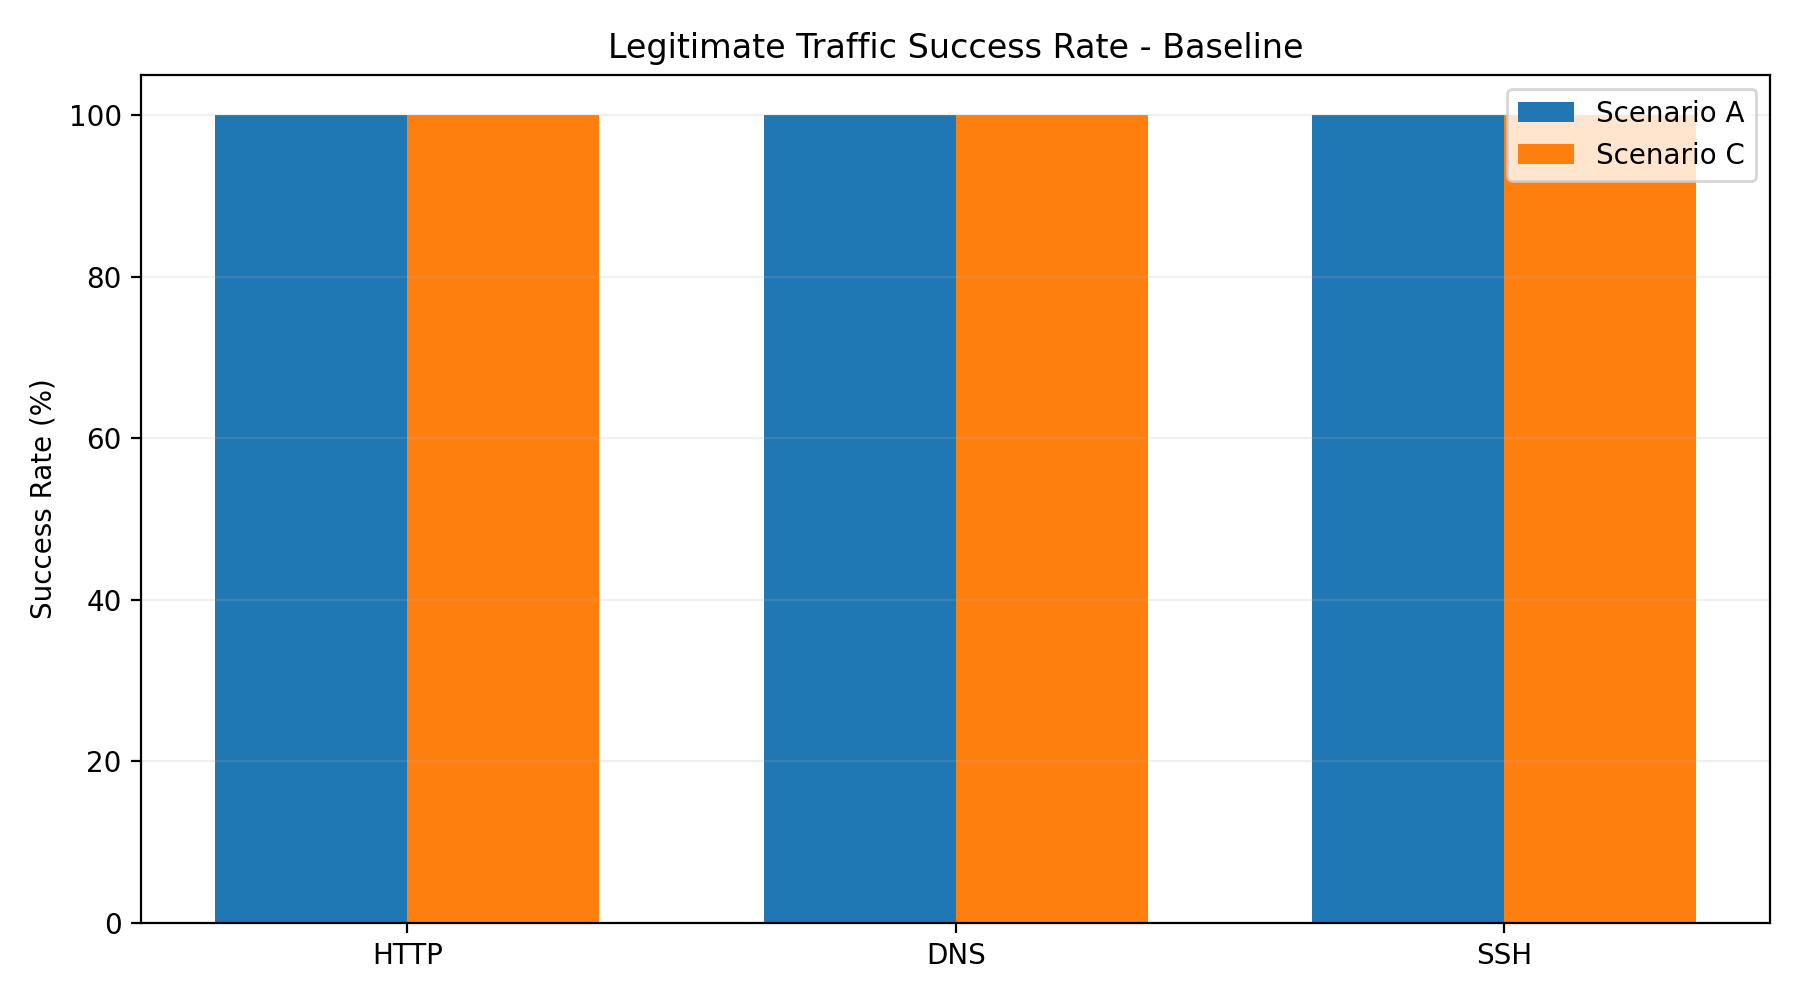 Legitimate Traffic Success Rate - Baseline
Scenario A
Scenario C
Success Rate (%)
100
80
60
40
20
0
HTTP DNS SSH